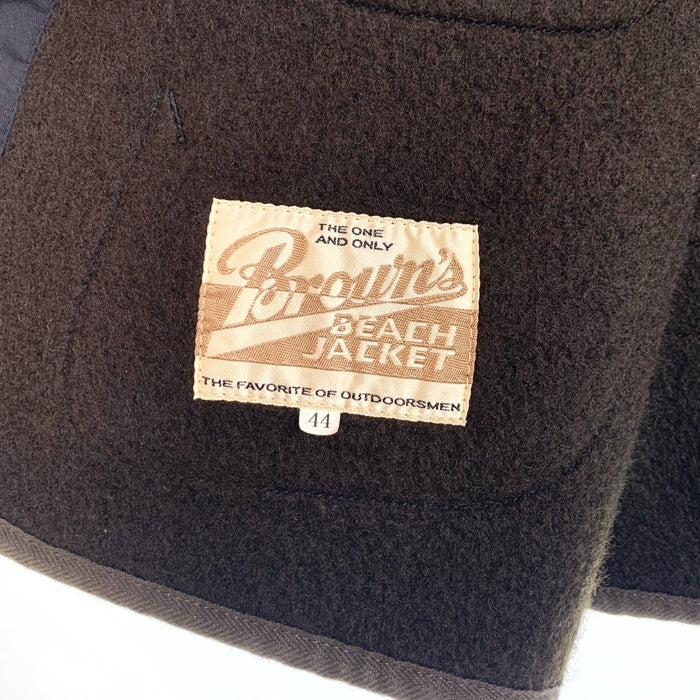 THE ONE
AND ONLY
Brown's
BEACH
JACKET
THE FAVORITE OF OUTDOORSMEN
44